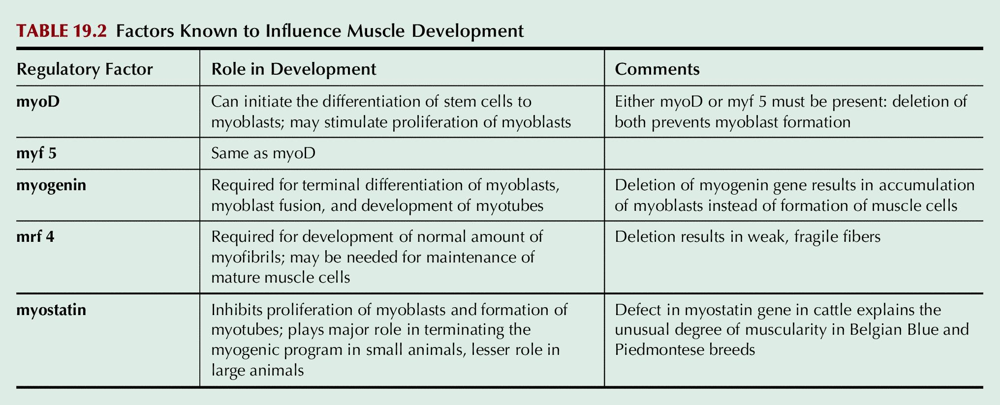 TABLE 19.2 Factors Known to Influence Muscle Development
Regulatory Factor
Role in Development
Comments
myoD
Can initiate the differentiation of stem cells to
myoblasts; may stimulate proliferation of myoblasts
Either myoD or myf 5 must be present: deletion of
both prevents myoblast formation
myf 5
Same as myoD
myogenin
Required for terminal differentiation of myoblasts,
myoblast fusion, and development of myotubes
Deletion of myogenin gene results in accumulation
of myoblasts instead of formation of muscle cells
mrf 4
Required for development of normal amount of
myofibrils; may be needed for maintenance of
mature muscle cells
Deletion results in weak, fragile fibers
myostatin
Inhibits proliferation of myoblasts and formation of
myotubes; plays major role in terminating the
myogenic program in small animals, lesser role in
large animals
Defect in myostatin gene in cattle explains the
unusual degree of muscularity in Belgian Blue and
Piedmontese breeds